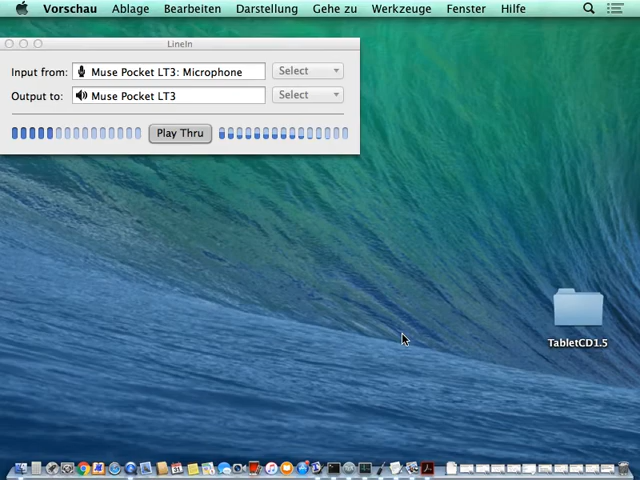 Vorschau Ablage Bearbeiten Darstellung Gehe zu Werkzeuge Fenster Hilfe
LineIn
Input from: Muse Pocket LT3: Microphone Select
Output to: Muse Pocket LT3 Select
Play Thru
TabletCD1.5